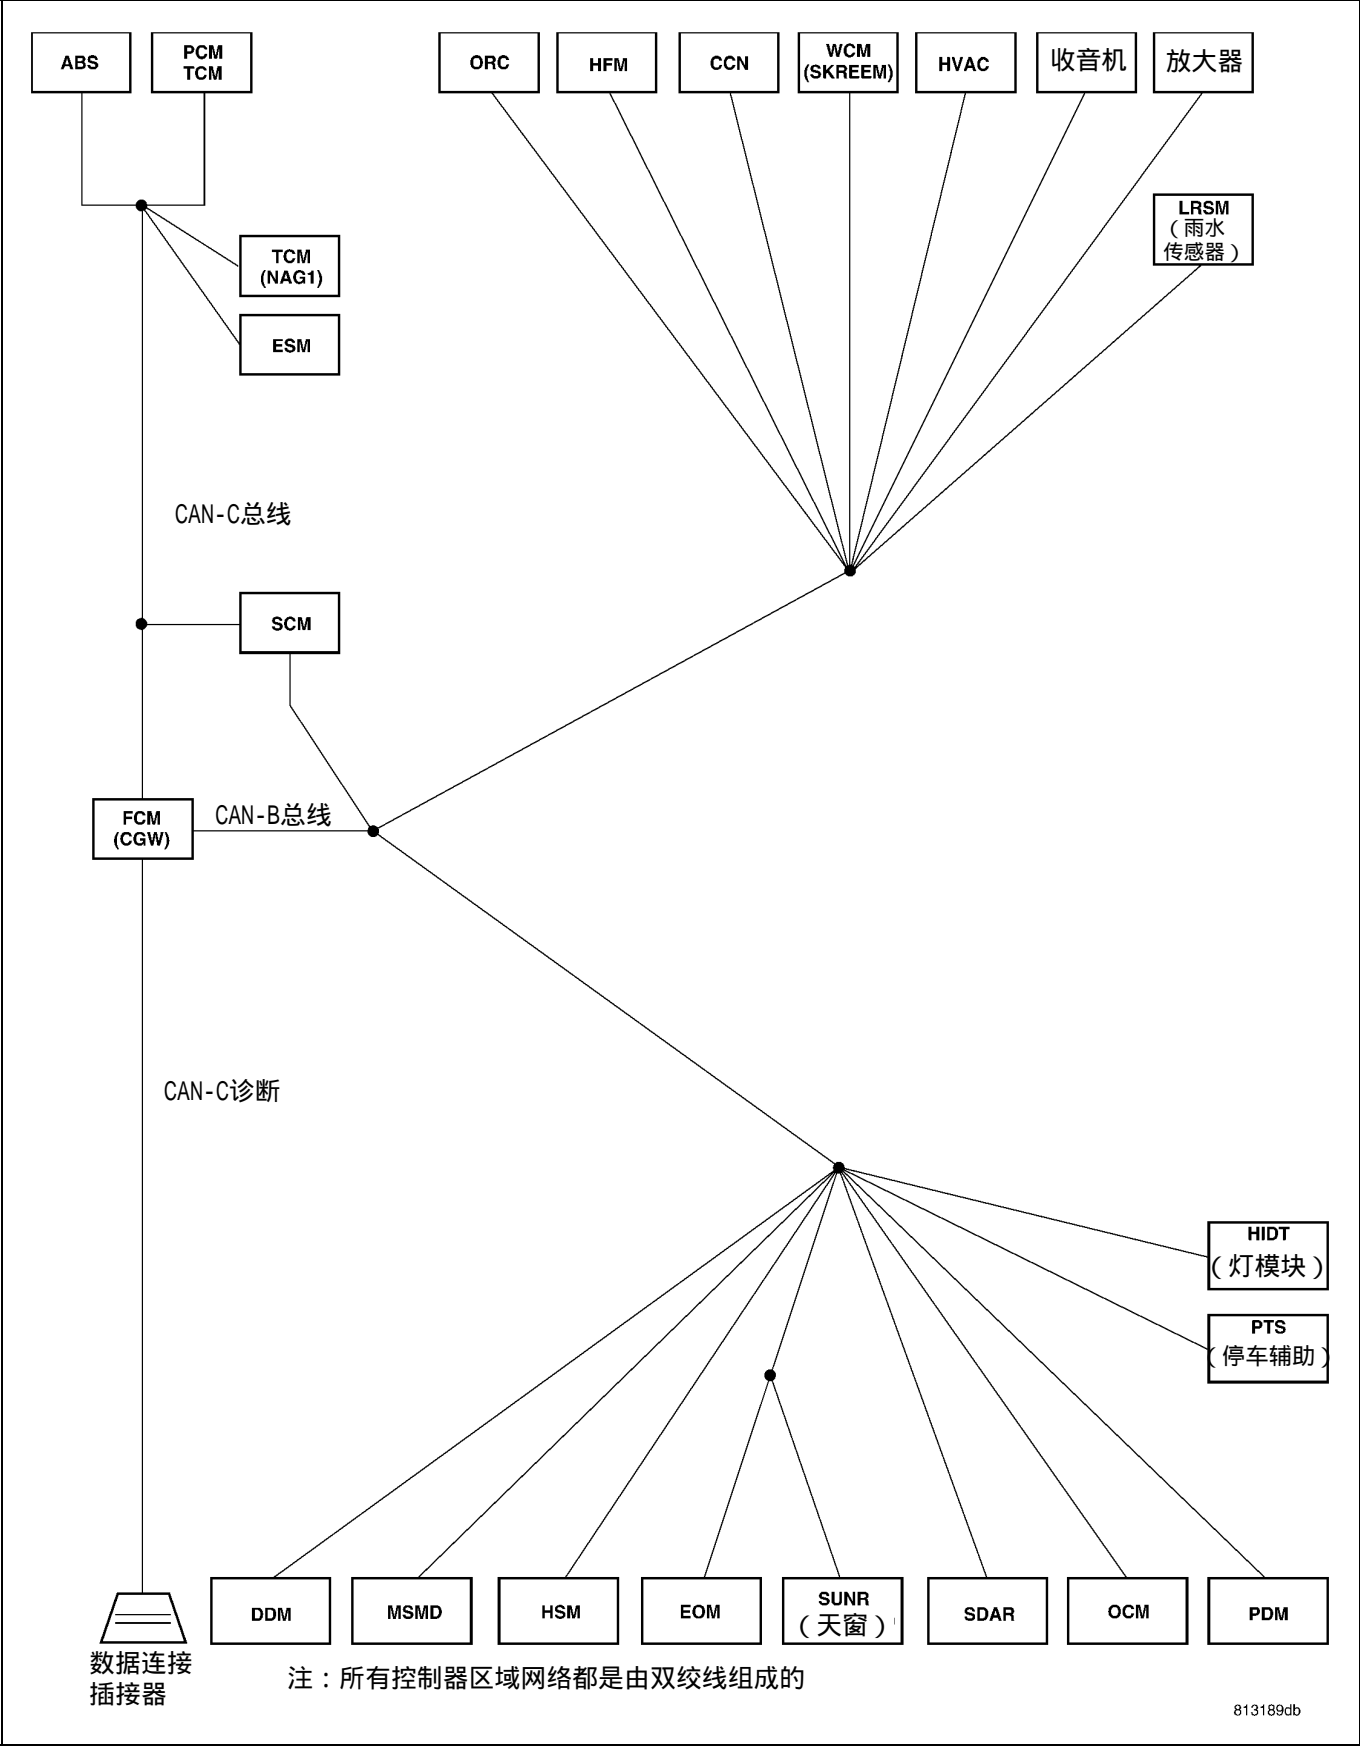 ABS
PCM
TCM
ORC
HFM
CCN
WCM
(SKREEM)
HVAC
收音机
放大器
LRSM
（雨水
传感器）
TCM
(NAG1)
ESM
CAN-C总线
SCM
FCM
(CGW)
CAN-B总线
CAN-C诊断
HIDT
（灯模块）
PTS
（停车辅助）
DDM
MSMD
HSM
EOM
SUNR
（天窗）
SDAR
OCM
PDM
数据连接
插接器
注：所有控制器区域网络都是由双绞线组成的
813189db